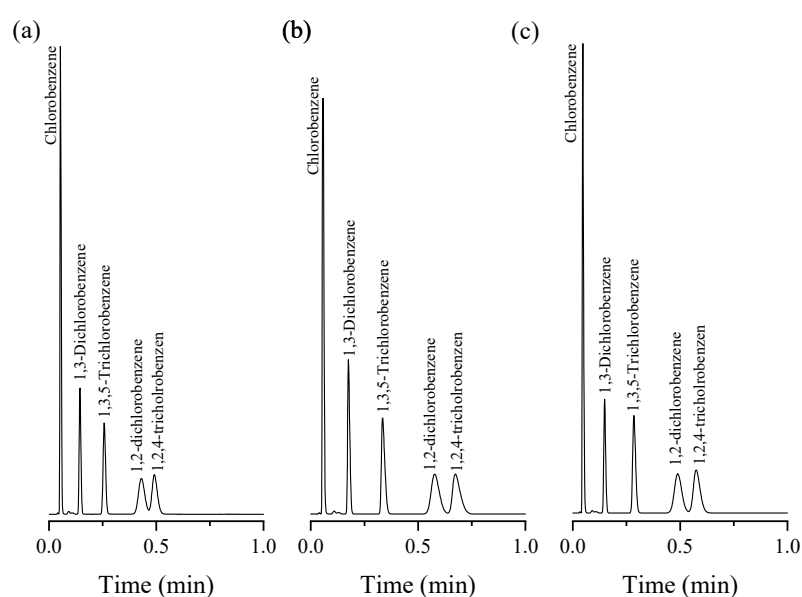 (a)
Chlorobenzene
1,3-Dichlorobenzene
1,3,5-Trichlorobenzene
1,2-dichlorobenzene
1,2,4-tricholrobenzen
0.0 0.5 1.0
Time (min)
(b)
Chlorobenzene
1,3-Dichlorobenzene
1,3,5-Trichlorobenzene
1,2-dichlorobenzene
1,2,4-tricholrobenzen
0.0 0.5 1.0
Time (min)
(c)
Chlorobenzene
1,3-Dichlorobenzene
1,3,5-Trichlorobenzene
1,2-dichlorobenzene
1,2,4-tricholrobenzen
0.0 0.5 1.0
Time (min)